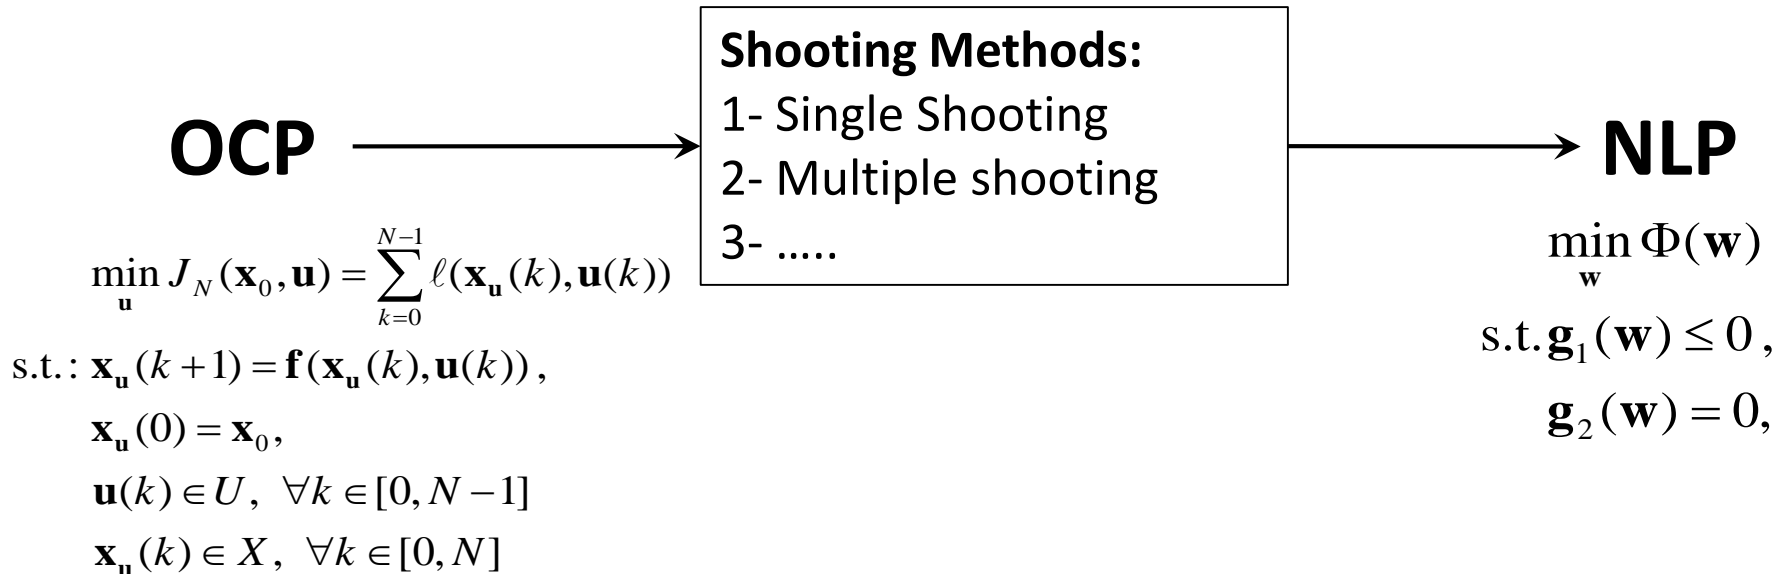 OCP
min_u J_N(x_0, u) = ∑_{k=0}^{N−1} ℓ(x_u(k), u(k))
s.t.: x_u(k+1) = f(x_u(k), u(k)),
x_u(0) = x_0,
u(k) ∈ U, ∀k ∈ [0, N−1]
x_u(k) ∈ X, ∀k ∈ [0, N]
Shooting Methods:
1- Single Shooting
2- Multiple shooting
3- …..
NLP
min_w Φ(w)
s.t. g_1(w) ≤ 0,
g_2(w) = 0,